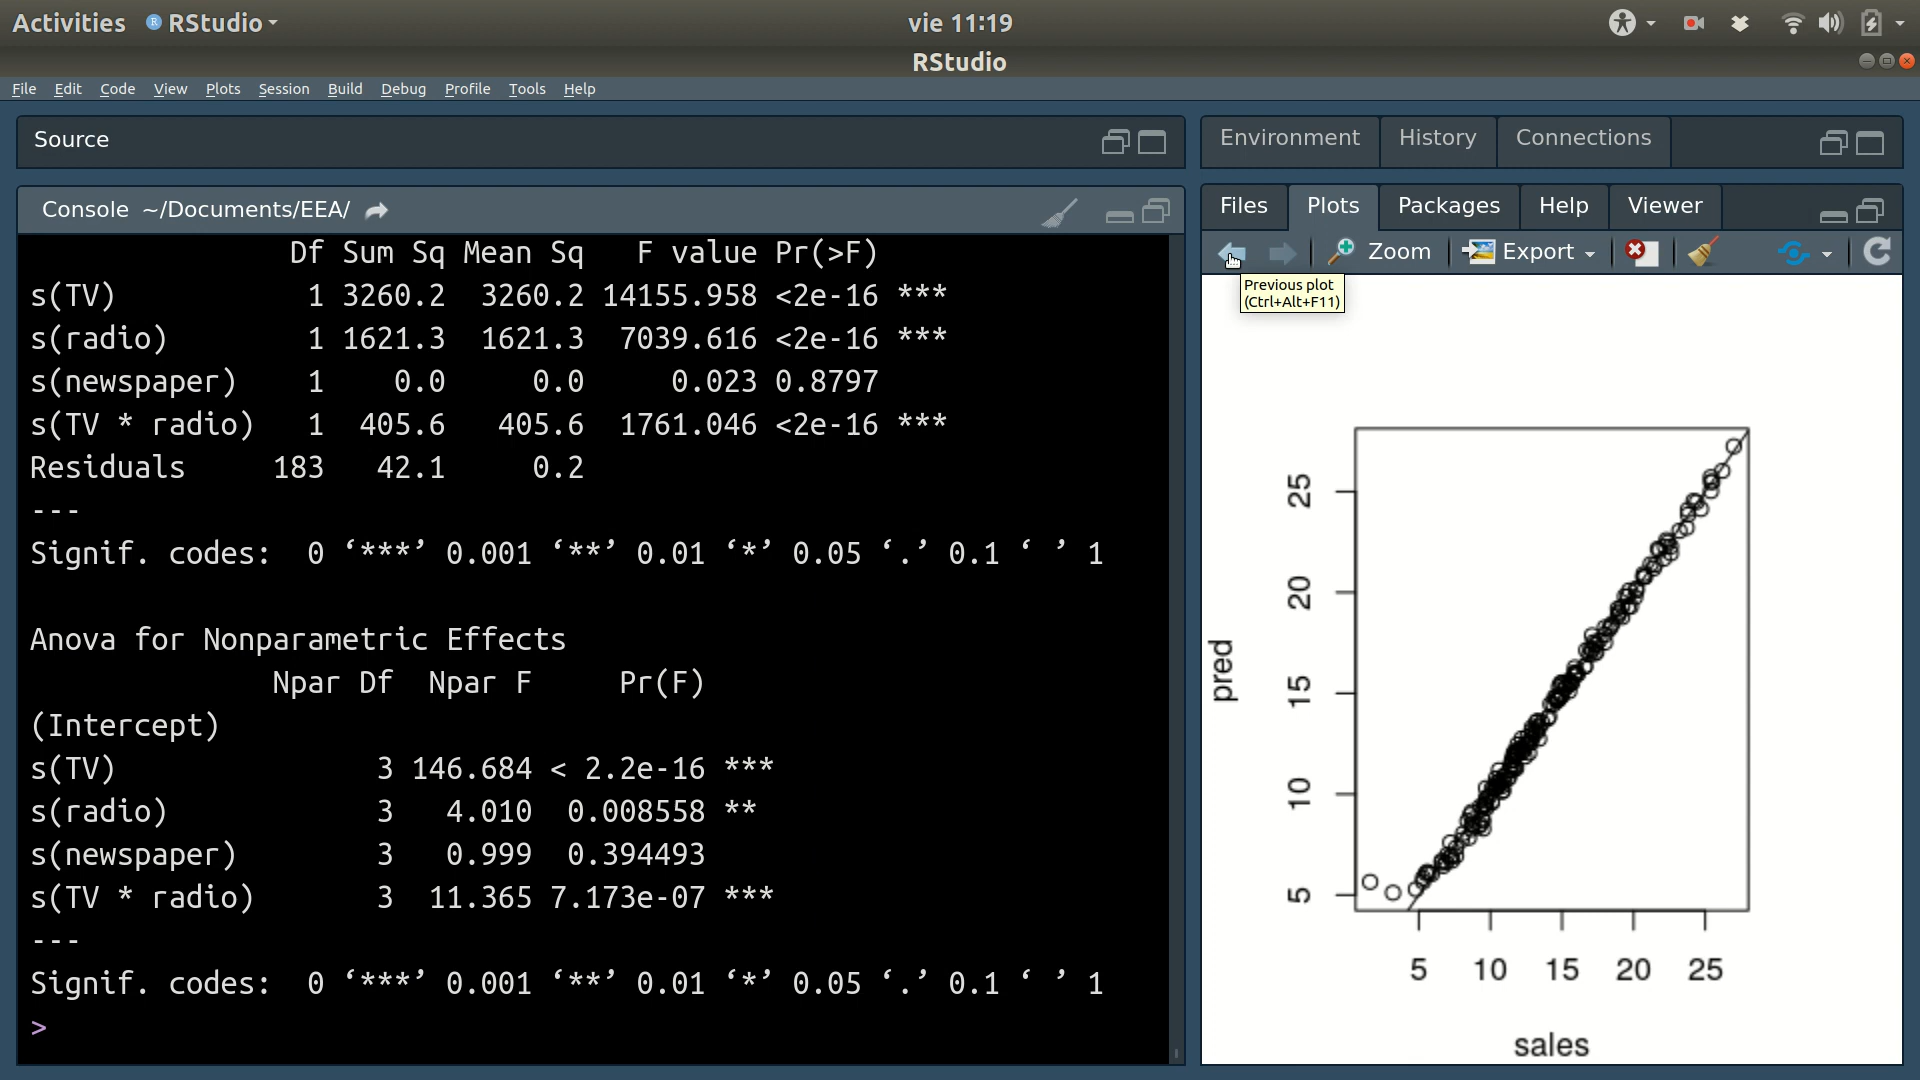 Activities RStudio vie 11:19
RStudio
File Edit Code View Plots Session Build Debug Profile Tools Help
Source
Console ~/Documents/EEA/
Df Sum Sq Mean Sq F value Pr(>F)
s(TV) 1 3260.2 3260.2 14155.958 <2e-16 ***
s(radio) 1 1621.3 1621.3 7039.616 <2e-16 ***
s(newspaper) 1 0.0 0.0 0.023 0.8797
s(TV * radio) 1 405.6 405.6 1761.046 <2e-16 ***
Residuals 183 42.1 0.2
---
Signif. codes: 0 ‘***’ 0.001 ‘**’ 0.01 ‘*’ 0.05 ‘.’ 0.1 ‘ ’ 1
Anova for Nonparametric Effects
Npar Df Npar F Pr(F)
(Intercept)
s(TV) 3 146.684 < 2.2e-16 ***
s(radio) 3 4.010 0.008558 **
s(newspaper) 3 0.999 0.394493
s(TV * radio) 3 11.365 7.173e-07 ***
---
Signif. codes: 0 ‘***’ 0.001 ‘**’ 0.01 ‘*’ 0.05 ‘.’ 0.1 ‘ ’ 1
>
Environment History Connections
Files Plots Packages Help Viewer
Zoom Export
Previous plot
(Ctrl+Alt+F11)
25
20
15
10
5
pred
5 10 15 20 25
sales